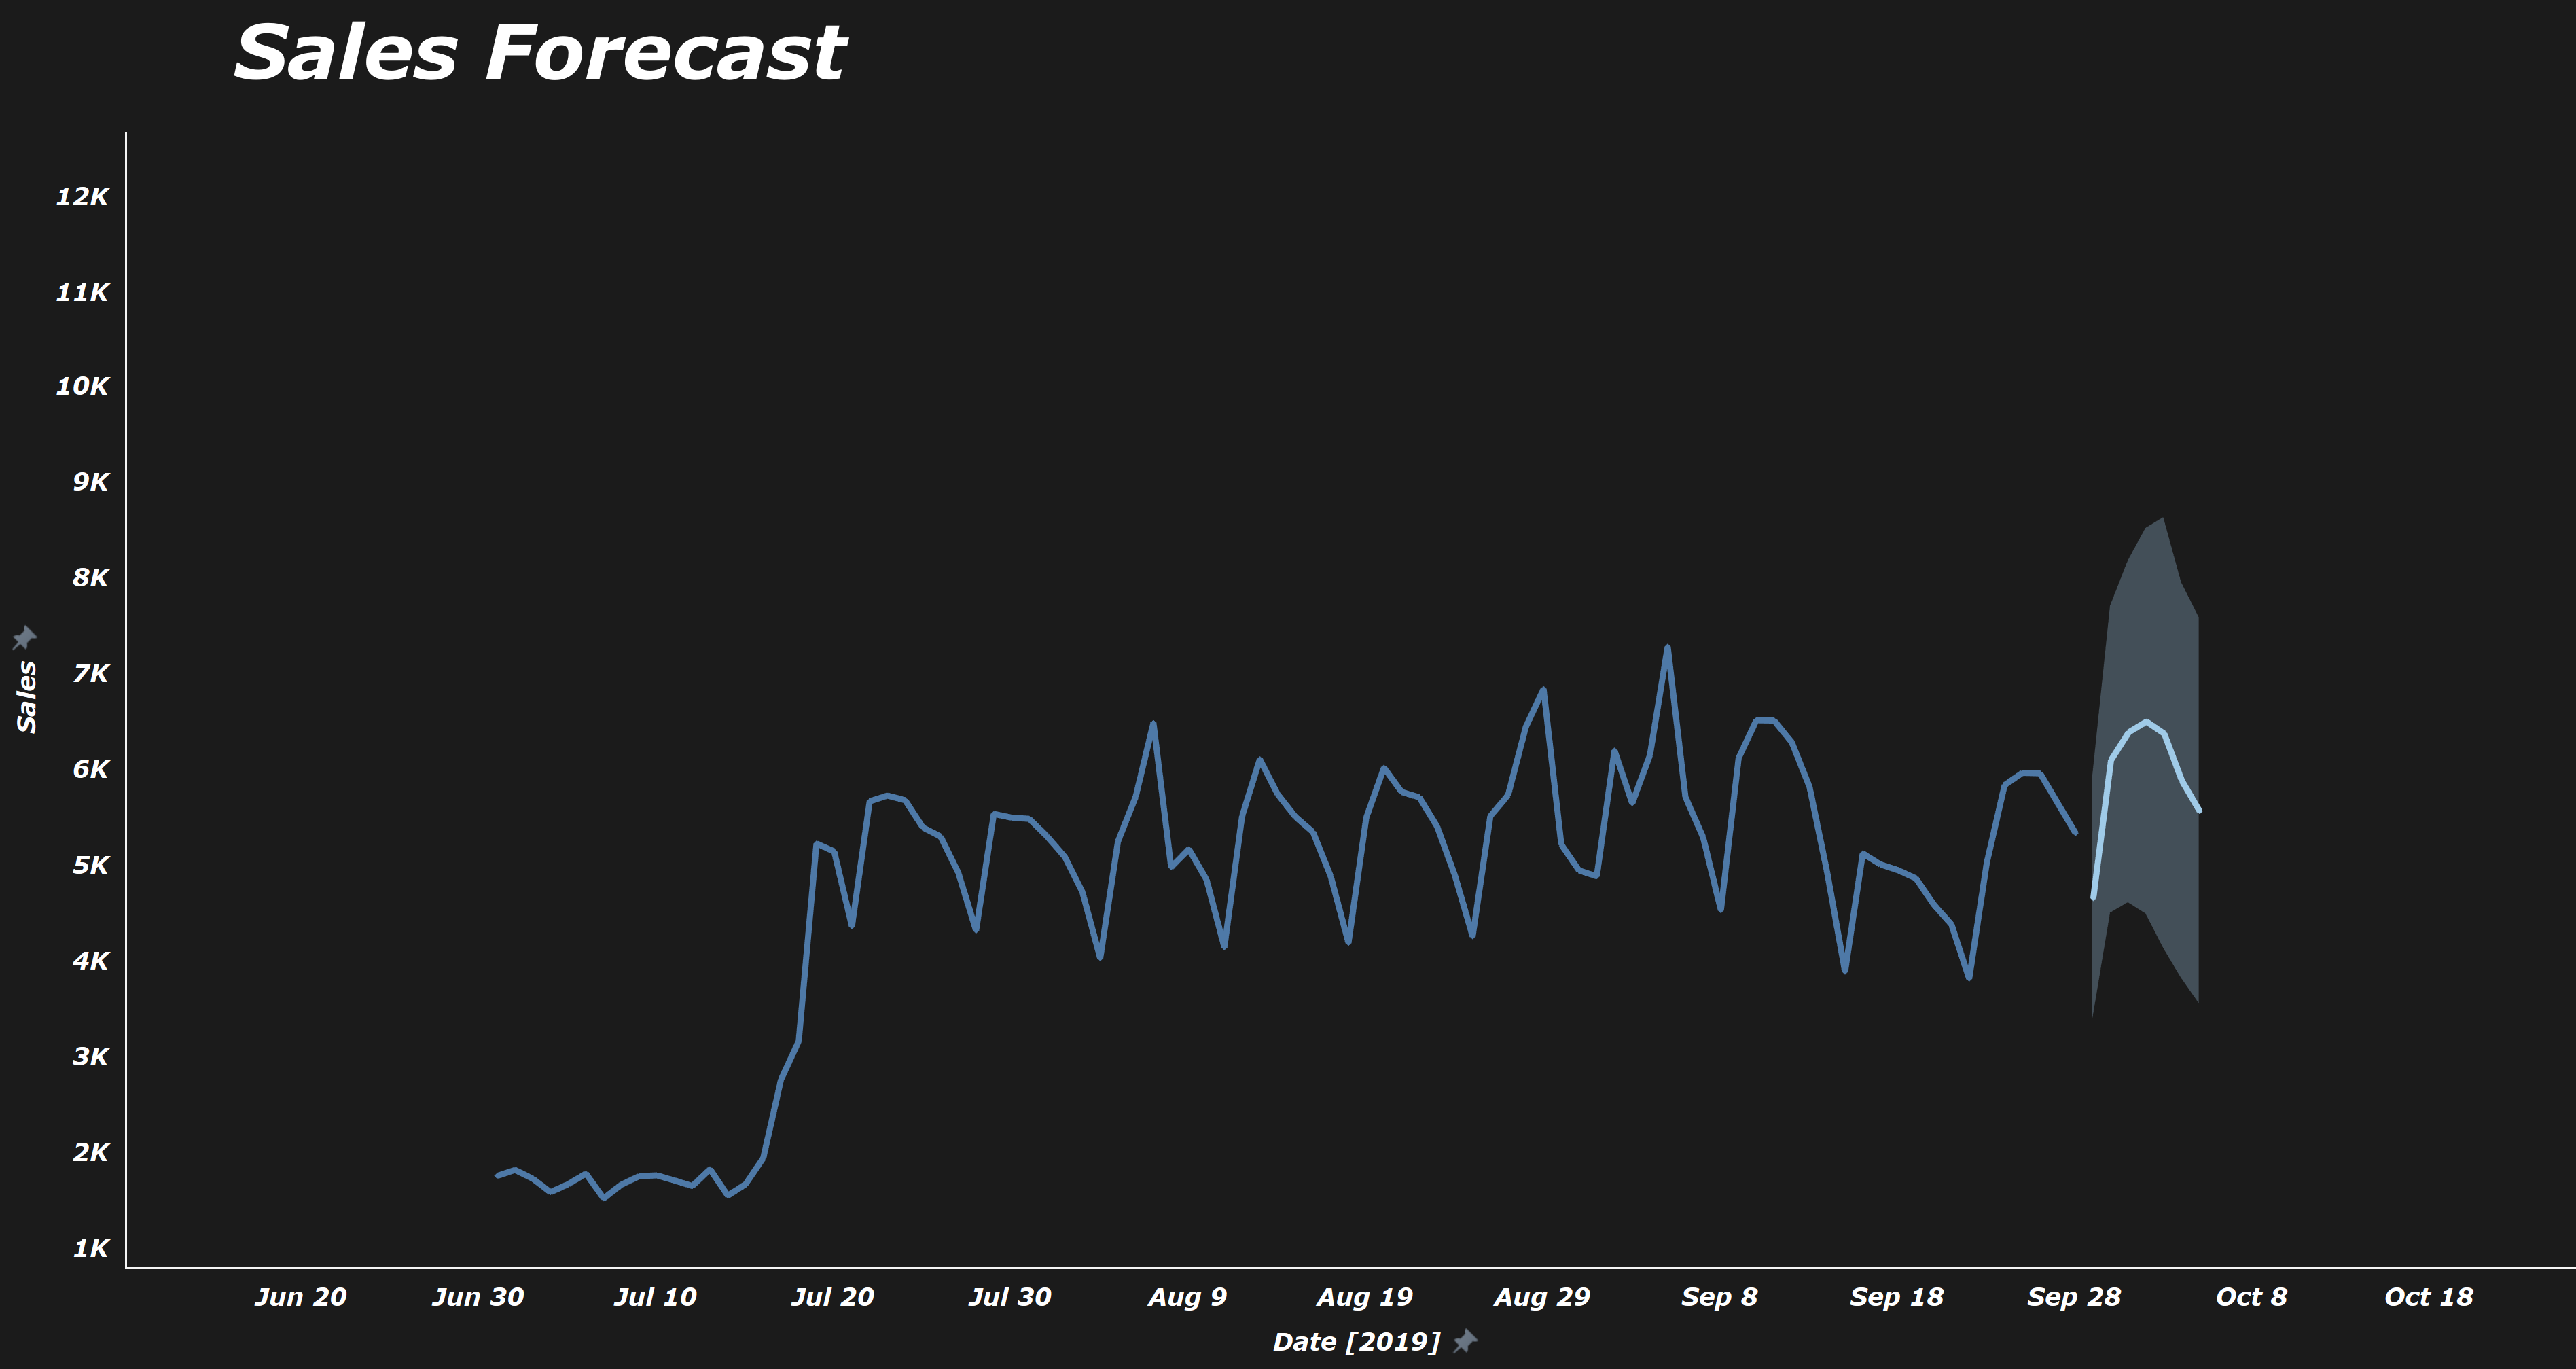 Sales Forecast
12K
11K
10K
9K
8K
7K
6K
5K
4K
3K
2K
1K
Sales
Jun 20 Jun 30 Jul 10 Jul 20 Jul 30 Aug 9 Aug 19 Aug 29 Sep 8 Sep 18 Sep 28 Oct 8 Oct 18
Date [2019]